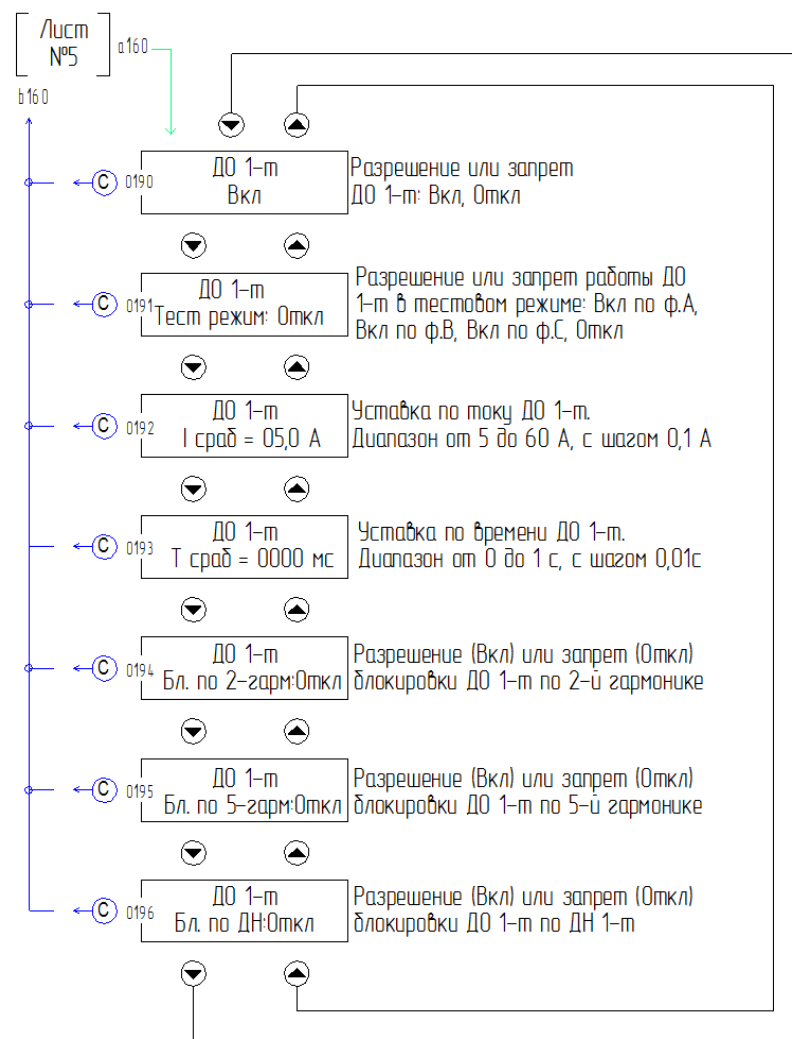 Лист
№5
a160
b160
ДО 1-т
Вкл
C 0190
Разрешение или запрет
ДО 1-т: Вкл, Откл
ДО 1-т
Тест режим: Откл
C 0191
Разрешение или запрет работы ДО
1-т в тестовом режиме: Вкл по ф.А,
Вкл по ф.В, Вкл по ф.С, Откл
ДО 1-т
I сраб = 05,0 А
C 0192
Уставка по току ДО 1-т.
Диапазон от 5 до 60 А, с шагом 0,1 А
ДО 1-т
Т сраб = 0000 мс
C 0193
Уставка по времени ДО 1-т.
Диапазон от 0 до 1 с, с шагом 0,01с
ДО 1-т
Бл. по 2-гарм:Откл
C 0194
Разрешение (Вкл) или запрет (Откл)
блокировки ДО 1-т по 2-й гармонике
ДО 1-т
Бл. по 5-гарм:Откл
C 0195
Разрешение (Вкл) или запрет (Откл)
блокировки ДО 1-т по 5-й гармонике
ДО 1-т
Бл. по ДН:Откл
C 0196
Разрешение (Вкл) или запрет (Откл)
блокировки ДО 1-т по ДН 1-т